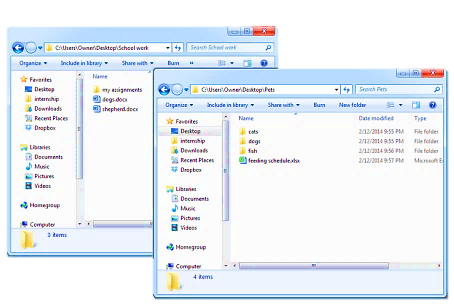 C:\Users\Owner\Desktop\School work
Search School work
Organize Include in library Share with Burn »
Favorites
Desktop
internship
Downloads
Recent Places
Dropbox
Libraries
Documents
Music
Pictures
Videos
Homegroup
Computer
Name
my assignments
degs.docx
shepherd.docx
3 items
C:\Users\Owner\Desktop\Pets
Search Pets
Organize Include in library Share with Burn New folder
Favorites
Desktop
internship
Downloads
Recent Places
Dropbox
Libraries
Documents
Music
Pictures
Videos
Homegroup
Computer
Name Date modified Type
cats 2/12/2014 9:55 PM File folder
dogs 2/12/2014 9:55 PM File folder
fish 2/12/2014 9:56 PM File folder
feeding schedule.xlsx 2/12/2014 9:57 PM Microsoft E
4 items